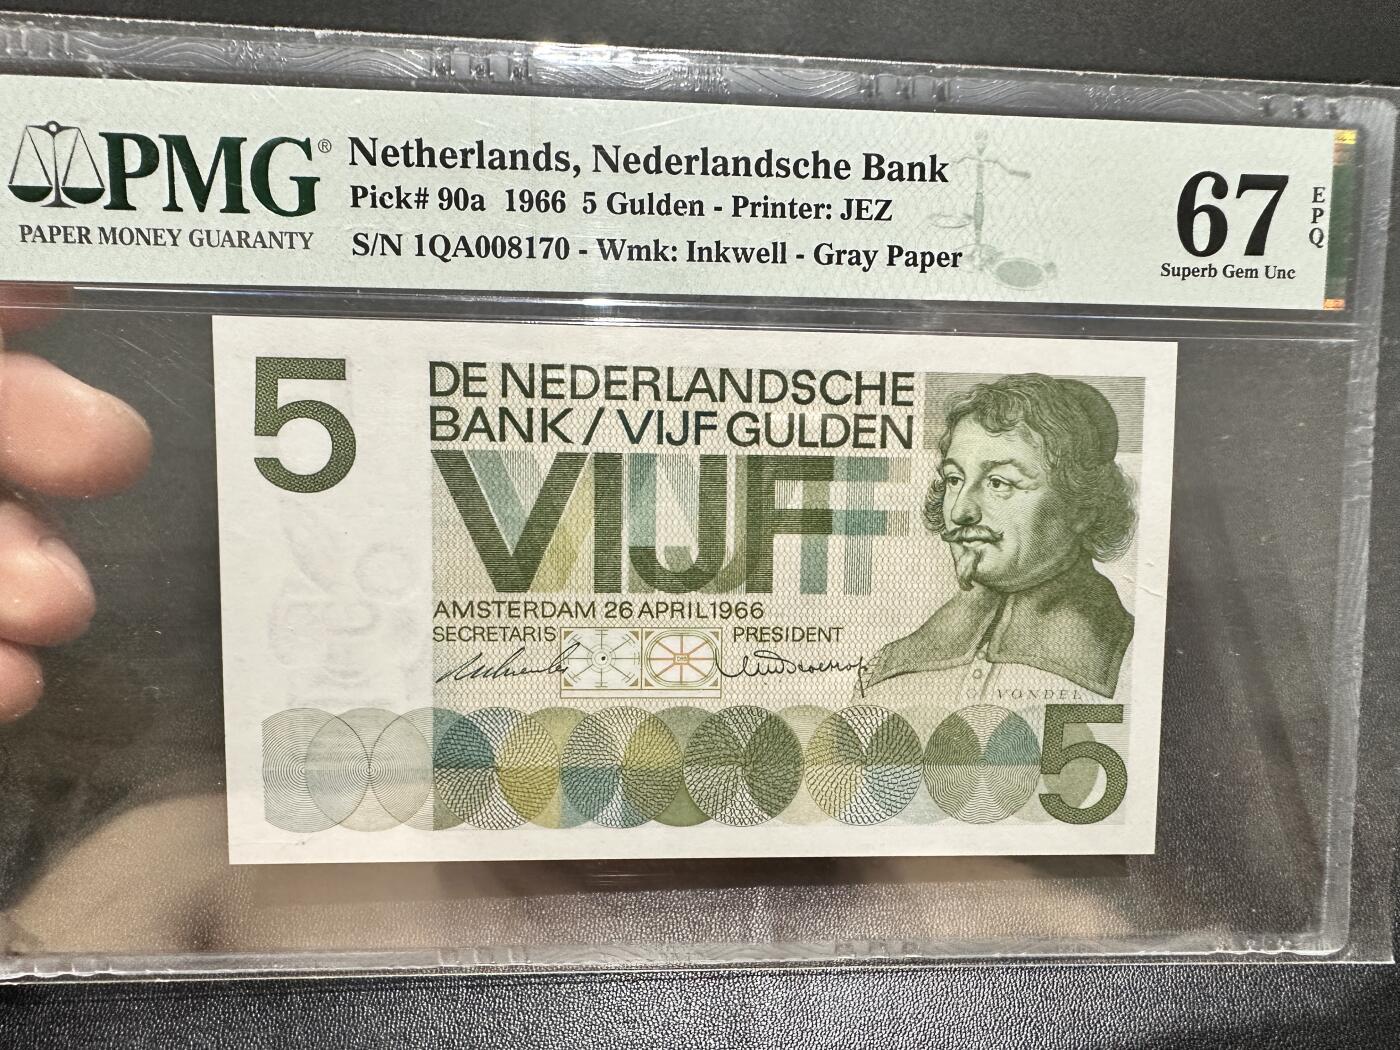 PMG®
PAPER MONEY GUARANTY
Netherlands, Nederlandsche Bank
Pick# 90a 1966 5 Gulden - Printer: JEZ
S/N 1QA008170 - Wmk: Inkwell - Gray Paper
67
EPQ
Superb Gem Unc
5
DE NEDERLANDSCHE
BANK / VIJF GULDEN
VIJF
AMSTERDAM 26 APRIL 1966
SECRETARIS
PRESIDENT
VONDEL
5